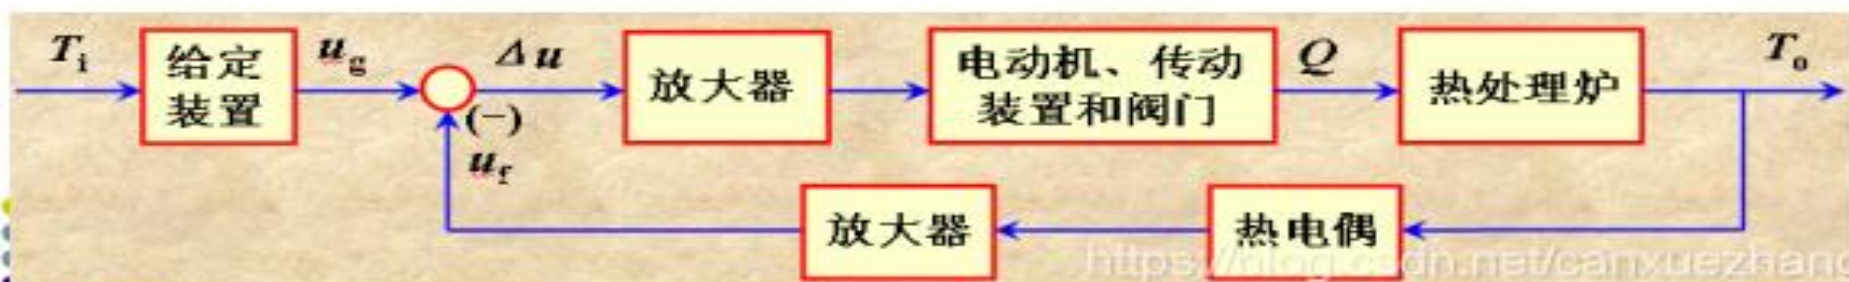 Ti
给定
装置
ug
Δu
(−)
uf
放大器
电动机、传动
装置和阀门
Q
热处理炉
To
放大器
热电偶
https://blog.csdn.net/canxuezhang